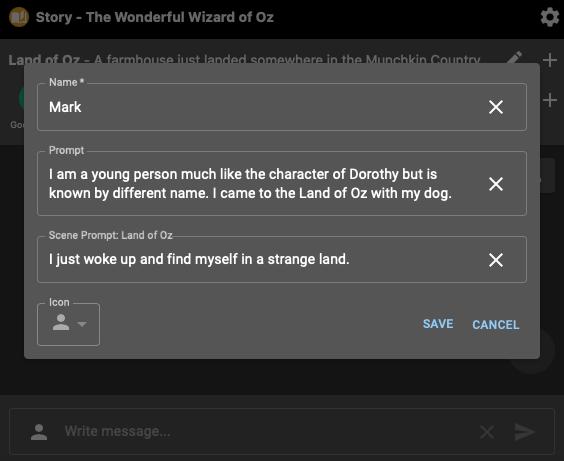 Story - The Wonderful Wizard of Oz
Land of Oz - A farmhouse just landed somewhere in the Munchkin Country
Name *
Mark
Prompt
I am a young person much like the character of Dorothy but is
known by different name. I came to the Land of Oz with my dog.
Scene Prompt: Land of Oz
I just woke up and find myself in a strange land.
Icon
SAVE CANCEL
Write message...